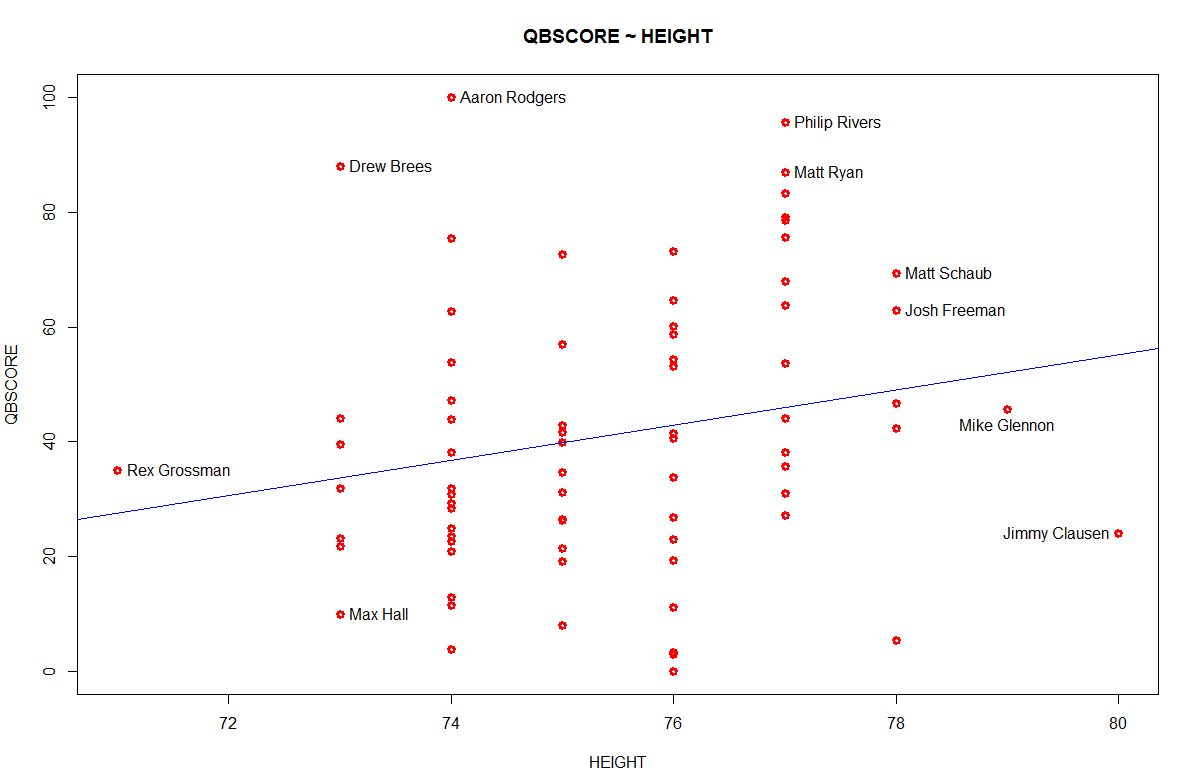 QBSCORE ~ HEIGHT
100
Aaron Rodgers
Philip Rivers
Drew Brees
Matt Ryan
80
Matt Schaub
Josh Freeman
60
QBSCORE
40
Mike Glennon
Rex Grossman
20
Jimmy Clausen
Max Hall
0
72 74 76 78 80
HEIGHT